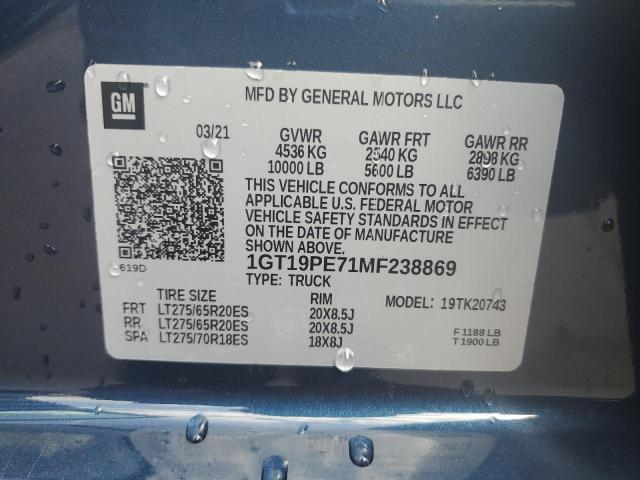 GM
MFD BY GENERAL MOTORS LLC
03/21 GVWR GAWR FRT GAWR RR
4536 KG 2540 KG 2898 KG
10000 LB 5600 LB 6390 LB
THIS VEHICLE CONFORMS TO ALL
APPLICABLE U.S. FEDERAL MOTOR
VEHICLE SAFETY STANDARDS IN EFFECT
ON THE DATE OF MANUFACTURE
SHOWN ABOVE.
619D
1GT19PE71MF238869
TYPE: TRUCK
TIRE SIZE RIM MODEL: 19TK20743
FRT LT275/65R20ES 20X8.5J
RR LT275/65R20ES 20X8.5J F 1188 LB
SPA LT275/70R18ES 18X8J T 1900 LB